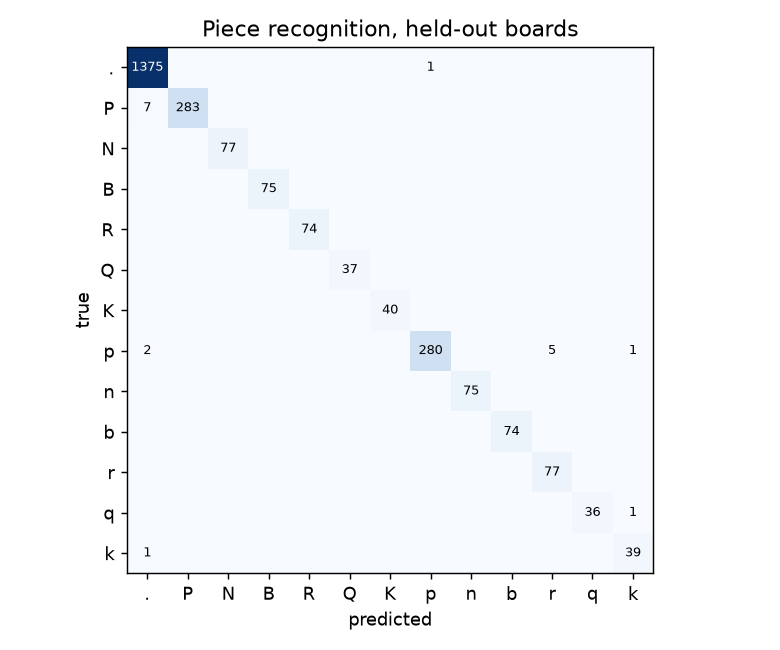 Piece recognition, held-out boards
. 1375 1
P 7 283
N 77
B 75
R 74
Q 37
K 40
p 2 280 5 1
n 75
b 74
r 77
q 36 1
k 1 39
. P N B R Q K p n b r q k
predicted
true